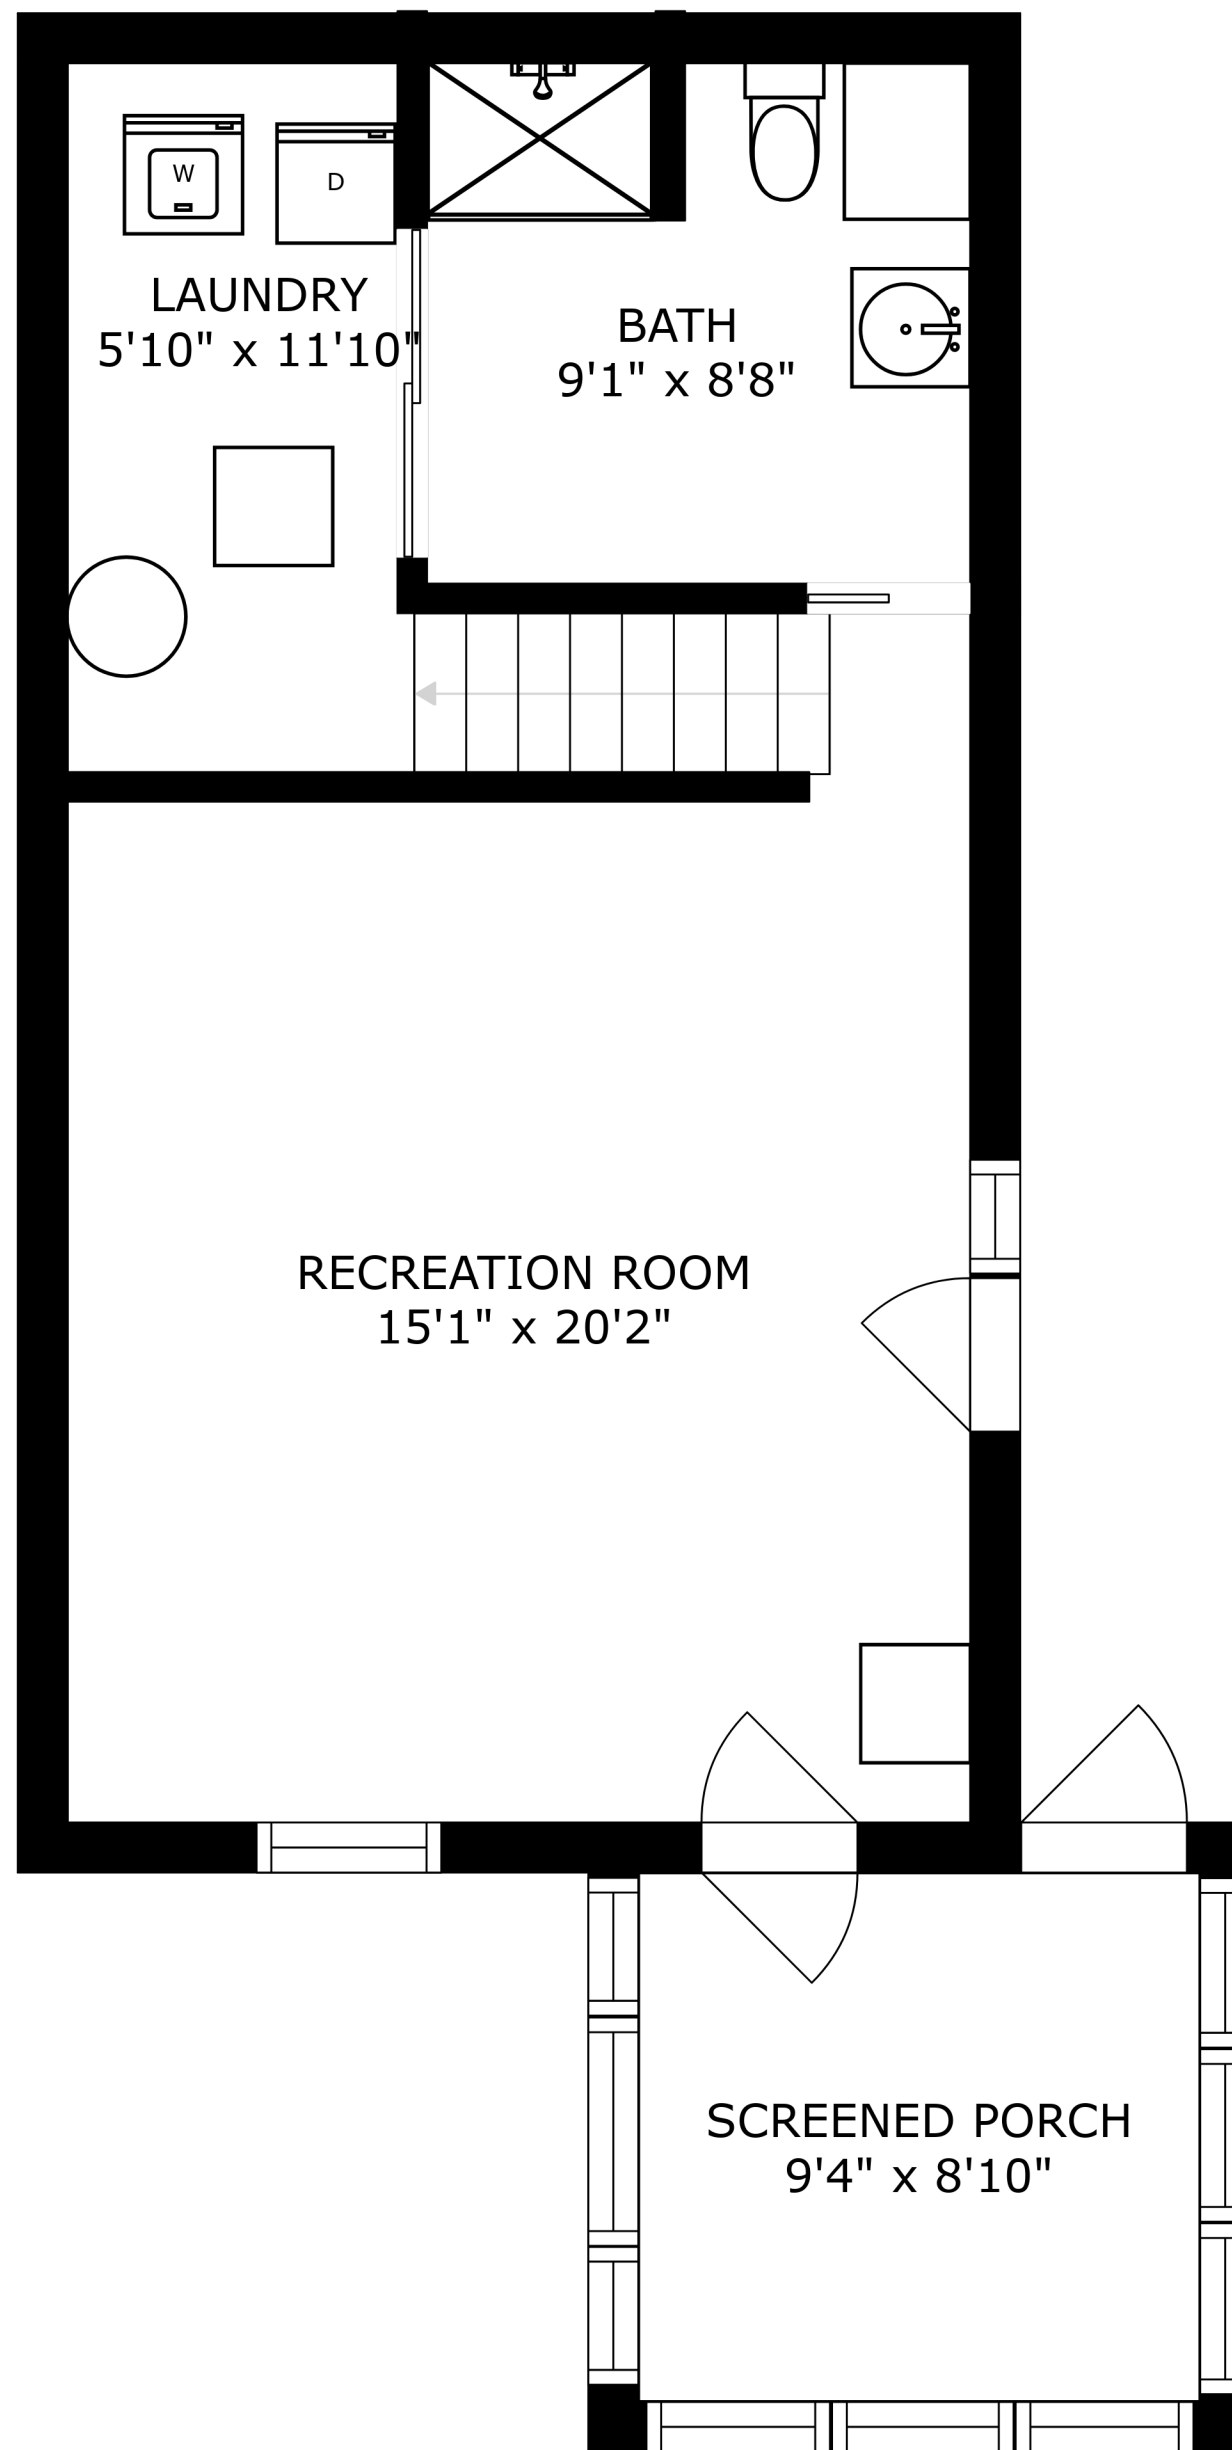 W
D
LAUNDRY
5'10" x 11'10"
BATH
9'1" x 8'8"
RECREATION ROOM
15'1" x 20'2"
SCREENED PORCH
9'4" x 8'10"